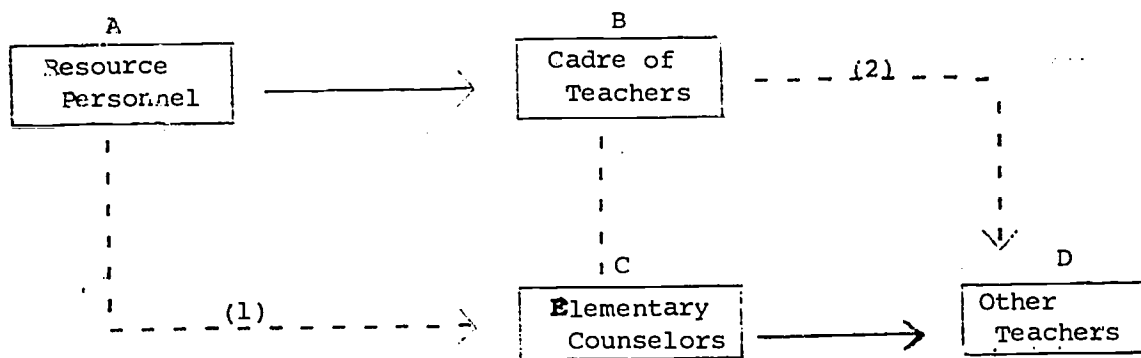 A
Resource
Personnel
B
Cadre of
Teachers
(2)
(1)
C
Elementary
Counselors
D
Other
Teachers